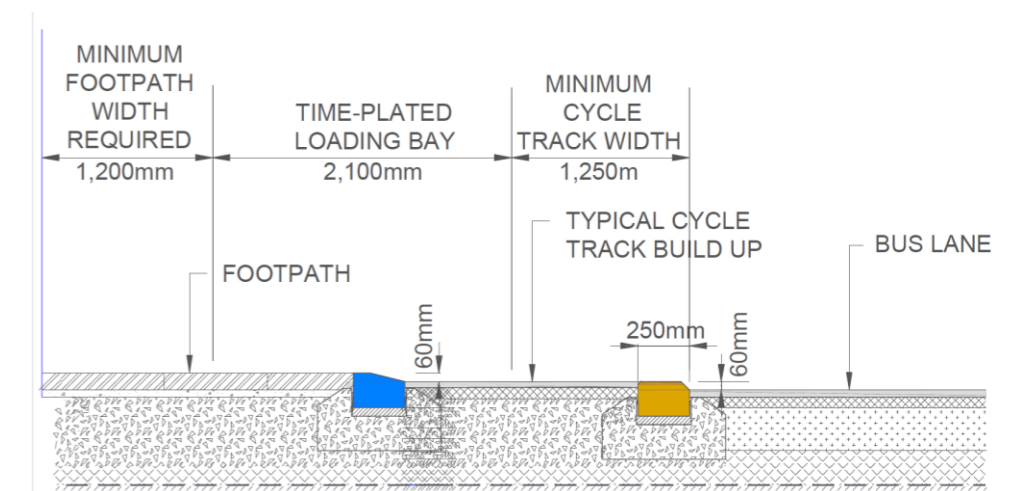 MINIMUM
FOOTPATH
WIDTH
REQUIRED
1,200mm
TIME-PLATED
LOADING BAY
2,100mm
MINIMUM
CYCLE
TRACK WIDTH
1,250m
TYPICAL CYCLE
TRACK BUILD UP
BUS LANE
FOOTPATH
60mm
250mm
60mm